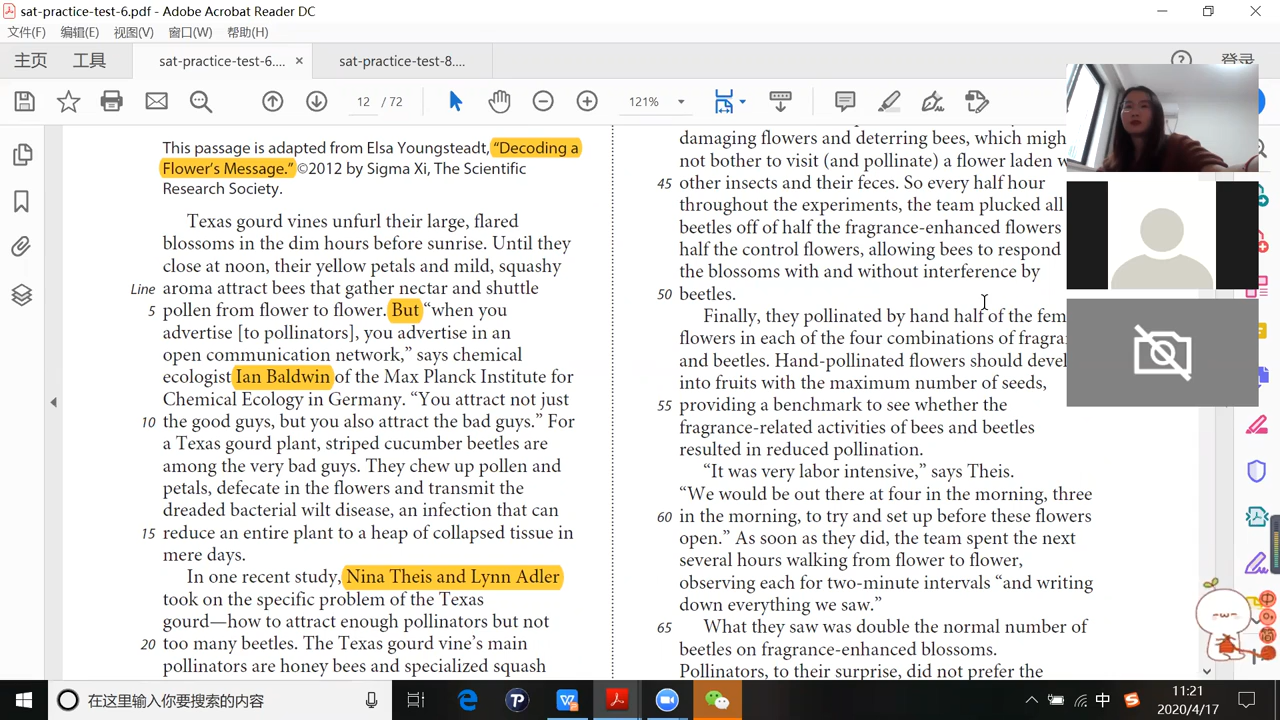 sat-practice-test-6.pdf - Adobe Acrobat Reader DC
文件(F) 编辑(E) 视图(V) 窗口(W) 帮助(H)
主页 工具 sat-practice-test-6.... × sat-practice-test-8.... 登录
12 / 72 121%
This passage is adapted from Elsa Youngsteadt, “Decoding a
Flower’s Message.” ©2012 by Sigma Xi, The Scientific
Research Society.
Texas gourd vines unfurl their large, flared
blossoms in the dim hours before sunrise. Until they
close at noon, their yellow petals and mild, squashy
Line aroma attract bees that gather nectar and shuttle
5 pollen from flower to flower. But “when you
advertise [to pollinators], you advertise in an
open communication network,” says chemical
ecologist Ian Baldwin of the Max Planck Institute for
Chemical Ecology in Germany. “You attract not just
10 the good guys, but you also attract the bad guys.” For
a Texas gourd plant, striped cucumber beetles are
among the very bad guys. They chew up pollen and
petals, defecate in the flowers and transmit the
dreaded bacterial wilt disease, an infection that can
15 reduce an entire plant to a heap of collapsed tissue in
mere days.
In one recent study, Nina Theis and Lynn Adler
took on the specific problem of the Texas
gourd—how to attract enough pollinators but not
20 too many beetles. The Texas gourd vine’s main
pollinators are honey bees and specialized squash
damaging flowers and deterring bees, which
not bother to visit (and pollinate) a flower laden
45 other insects and their feces. So every half hour
throughout the experiments, the team plucked all
beetles off of half the fragrance-enhanced flowers
half the control flowers, allowing bees to respond
the blossoms with and without interference by
50 beetles.
Finally, they pollinated by hand half of the
flowers in each of the four combinations of
and beetles. Hand-pollinated flowers should
into fruits with the maximum number of seeds,
55 providing a benchmark to see whether the
fragrance-related activities of bees and beetles
resulted in reduced pollination.
“It was very labor intensive,” says Theis.
“We would be out there at four in the morning, three
60 in the morning, to try and set up before these flowers
open.” As soon as they did, the team spent the next
several hours walking from flower to flower,
observing each for two-minute intervals “and writing
down everything we saw.”
65 What they saw was double the normal number of
beetles on fragrance-enhanced blossoms.
Pollinators, to their surprise, did not prefer the
在这里输入你要搜索的内容
中
11:21
2020/4/17